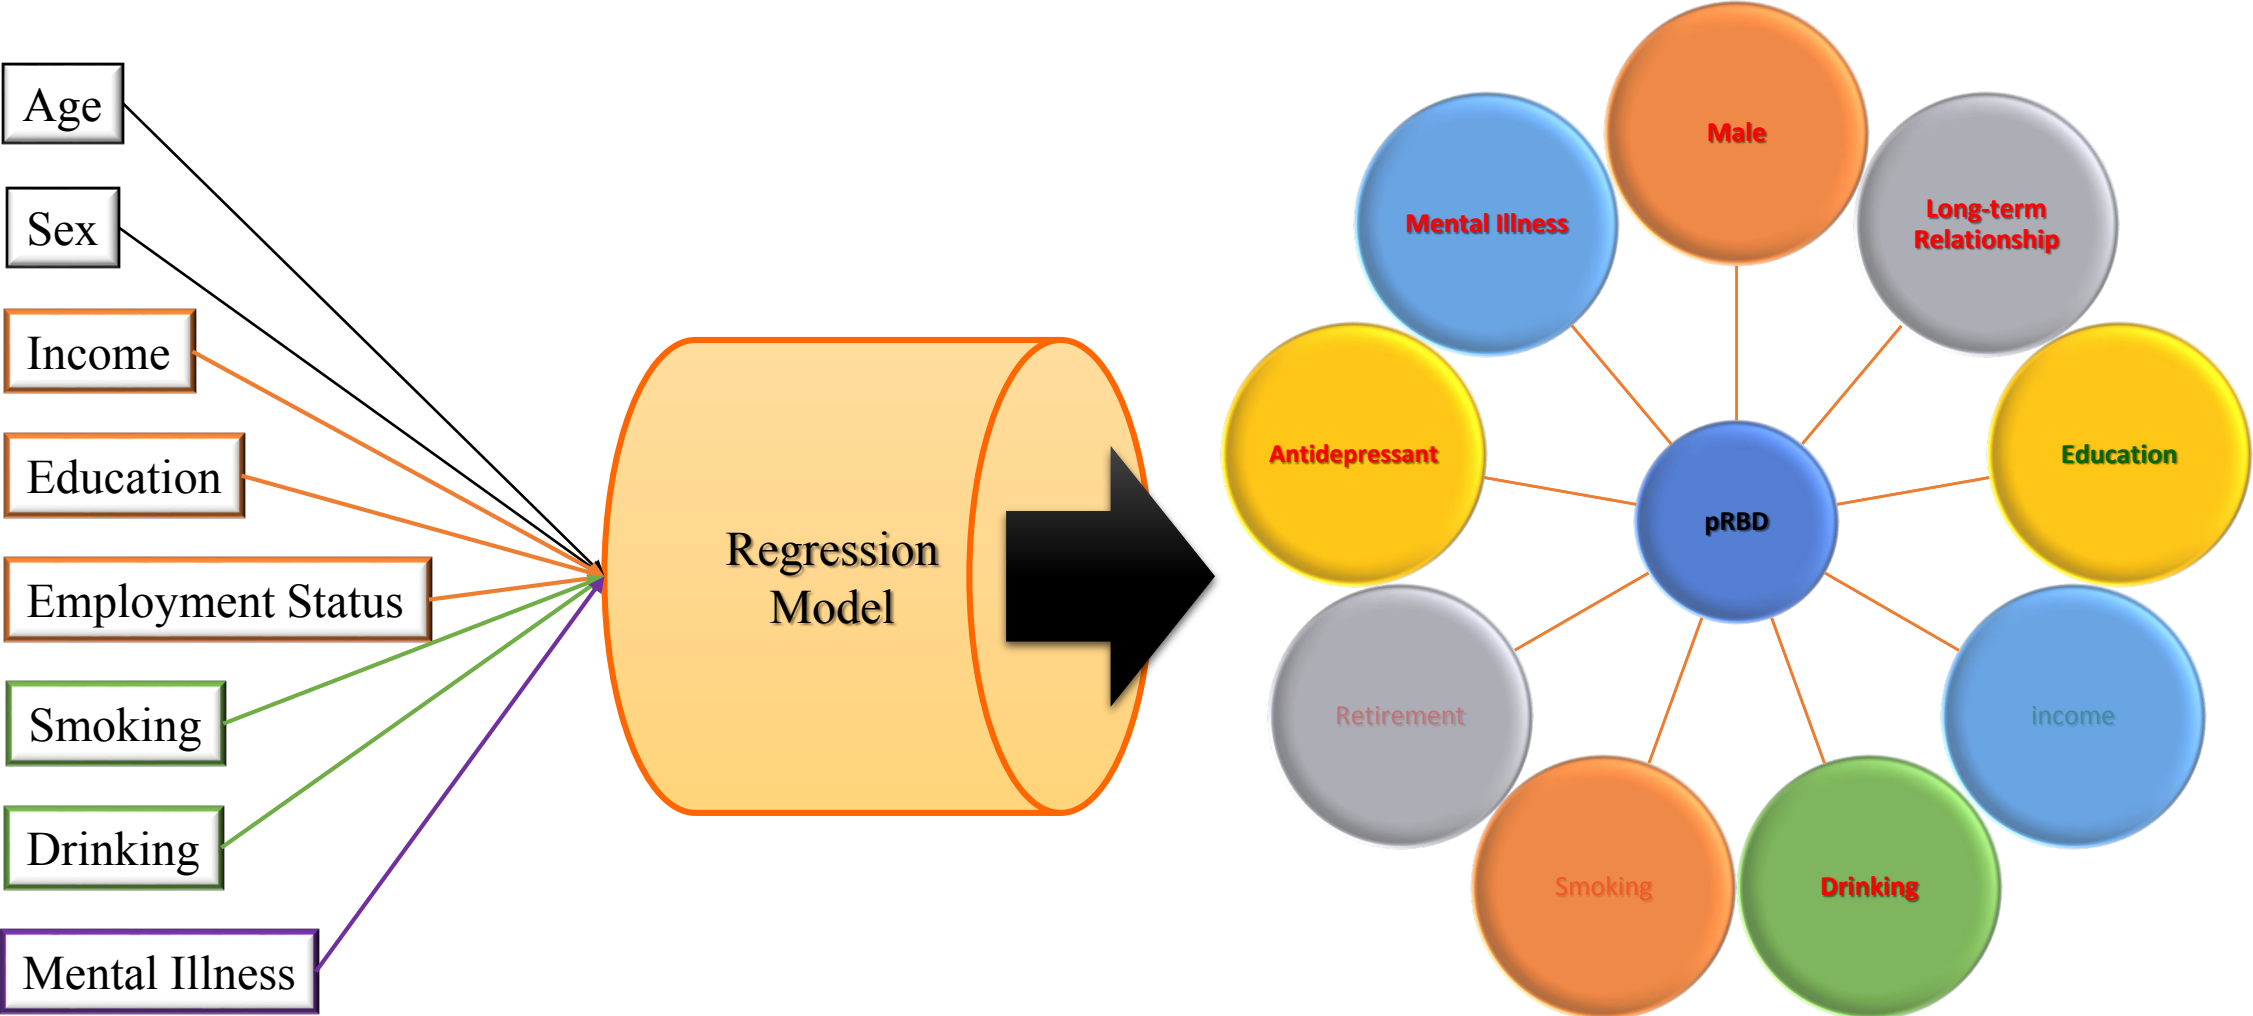 Age
Sex
Income
Education
Employment Status
Smoking
Drinking
Mental Illness
Regression
Model
Male
Long-term
Relationship
Education
income
Drinking
Smoking
Retirement
Antidepressant
Mental Illness
pRBD